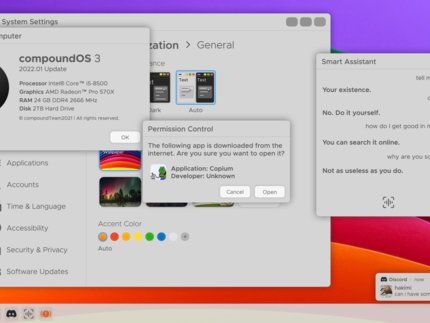 System Settings
mputer
compoundOS 3
2022.01 Update
Processor Intel® Core™ i5-8500
Graphics AMD Radeon™ Pro 570X
RAM 24 GB DDR4 2666 MHz
Disk 2TB Hard Drive
© compoundTeam2021 | All rights reserved.
OK
zation > General
ance
Test
Test
Dark
Auto
Wallpaper
Permission Control
The following app is downloaded from the
internet. Are you sure you want to open it?
Application: Copium
Developer: Unknown
Cancel
Open
Applications
Accounts
Time & Language
Accessibility
Security & Privacy
Software Updates
Accent Color
Auto
Smart Assistant
Your existence.
No. Do it yourself.
how do I get good in m
You can search it online.
why are you so
Not as useless as you do.
Discord · now
hakimi
can i have som